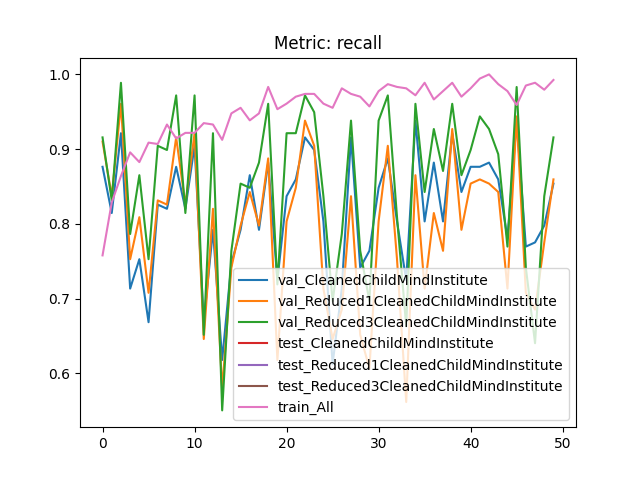 Metric: recall
1.0
0.9
0.8
0.7
0.6
0 10 20 30 40 50
val_CleanedChildMindInstitute
val_Reduced1CleanedChildMindInstitute
val_Reduced3CleanedChildMindInstitute
test_CleanedChildMindInstitute
test_Reduced1CleanedChildMindInstitute
test_Reduced3CleanedChildMindInstitute
train_All